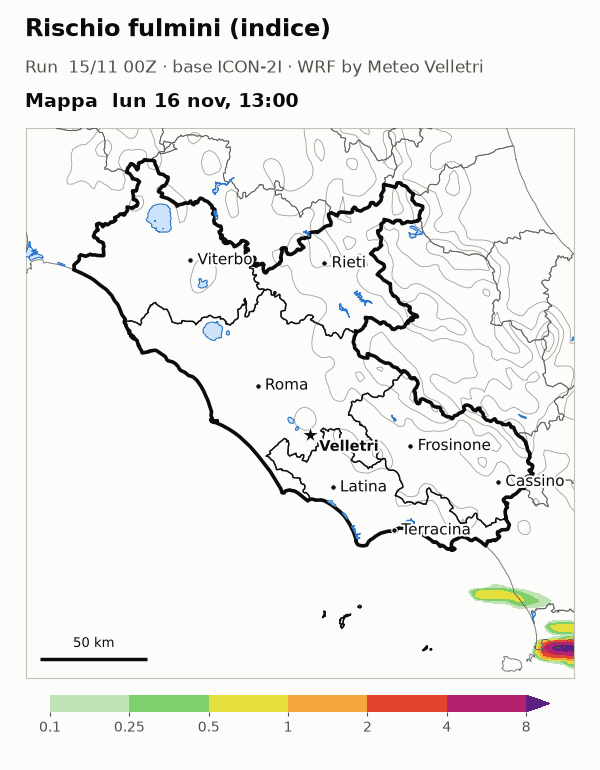 Rischio fulmini (indice)
Run  15/11 00Z · base ICON-2I · WRF by Meteo Velletri
Mappa  lun 16 nov, 13:00
Viterbo
Rieti
Roma
Velletri
Frosinone
Cassino
Latina
Terracina
50 km
0.1 0.25 0.5 1 2 4 8